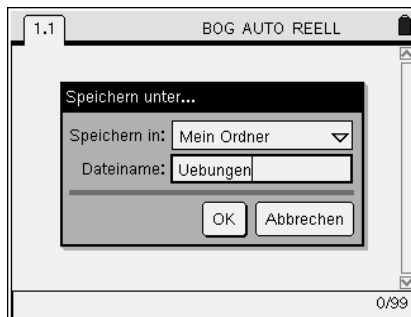 1.1 BOG AUTO REELL
Speichern unter...
Speichern in: Mein Ordner
Dateiname: Uebungen
OK Abbrechen
0/99